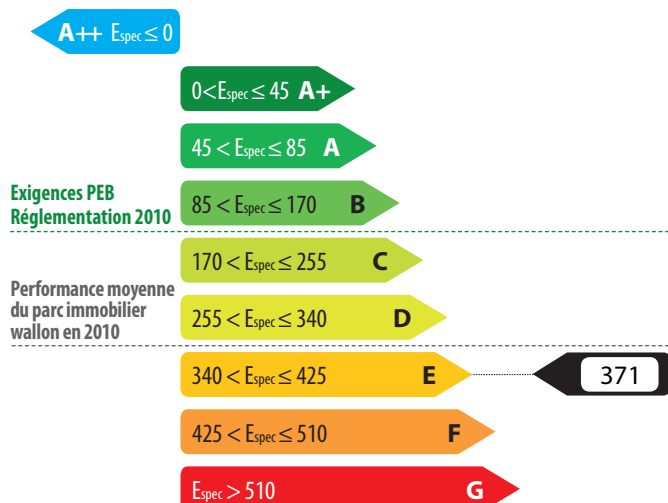 A++ Espec ≤ 0
0<Espec ≤ 45 A+
45 < Espec ≤ 85 A
Exigences PEB
Réglementation 2010
85 < Espec ≤ 170 B
170 < Espec ≤ 255 C
Performance moyenne
du parc immobilier
wallon en 2010
255 < Espec ≤ 340 D
340 < Espec ≤ 425 E
371
425 < Espec ≤ 510 F
Espec > 510 G